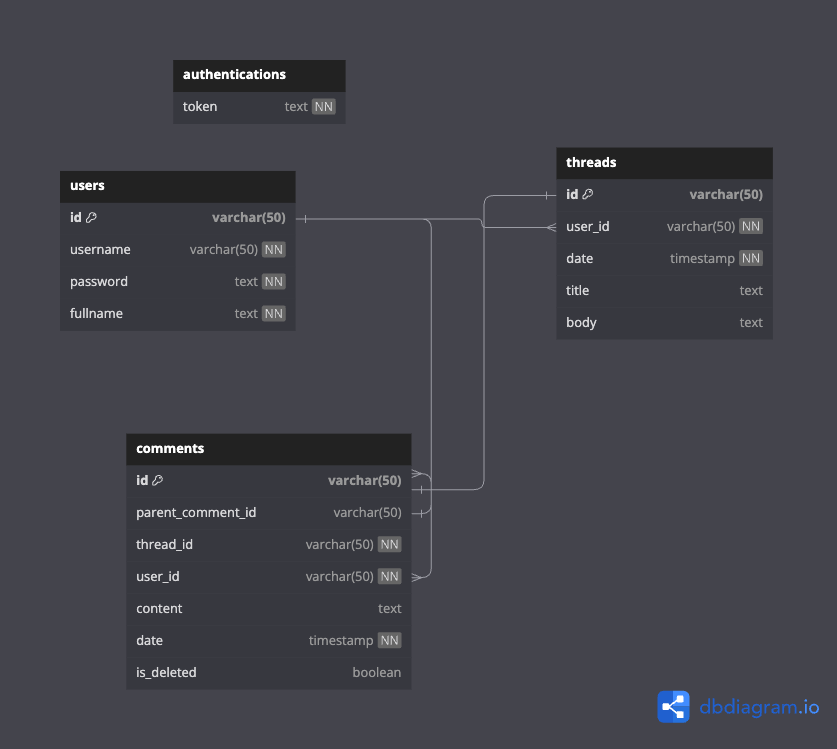 authentications
token text NN
users
id varchar(50)
username varchar(50) NN
password text NN
fullname text NN
threads
id varchar(50)
user_id varchar(50) NN
date timestamp NN
title text
body text
comments
id varchar(50)
parent_comment_id varchar(50)
thread_id varchar(50) NN
user_id varchar(50) NN
content text
date timestamp NN
is_deleted boolean
dbdiagram.io